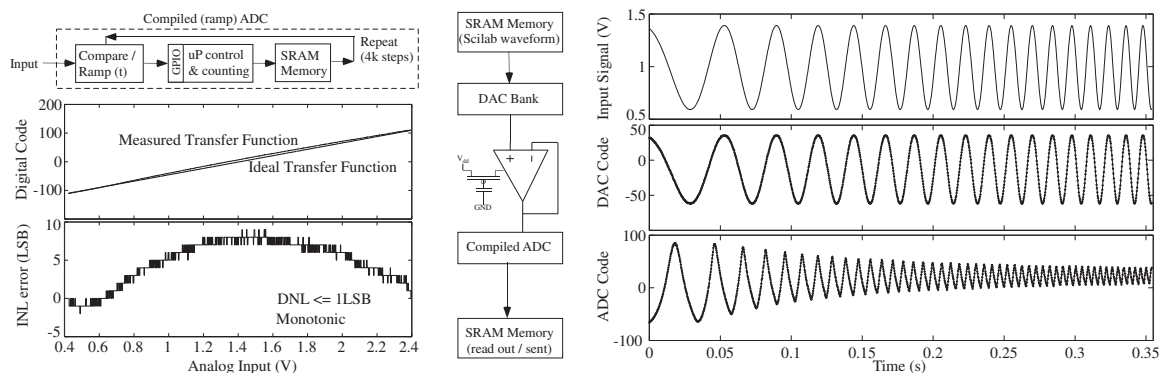 Compiled (ramp) ADC
Input
Compare /
Ramp (t)
GPIO
uP control
& counting
SRAM
Memory
Repeat
(4k steps)
Digital Code
200
100
0
-100
Measured Transfer Function
Ideal Transfer Function
INL error (LSB)
10
5
0
-5
DNL <= 1LSB
Monotonic
0.4
0.6
0.8
1
1.2
1.4
1.6
1.8
2
2.2
2.4
Analog Input (V)
SRAM Memory
(Scilab waveform)
DAC Bank
Vdd
GND
+
−
Compiled ADC
SRAM Memory
(read out / sent)
Input Signal (V)
1.5
1
0.5
DAC Code
50
0
-50
-100
ADC Code
100
0
-100
0
0.05
0.1
0.15
0.2
0.25
0.3
0.35
Time (s)